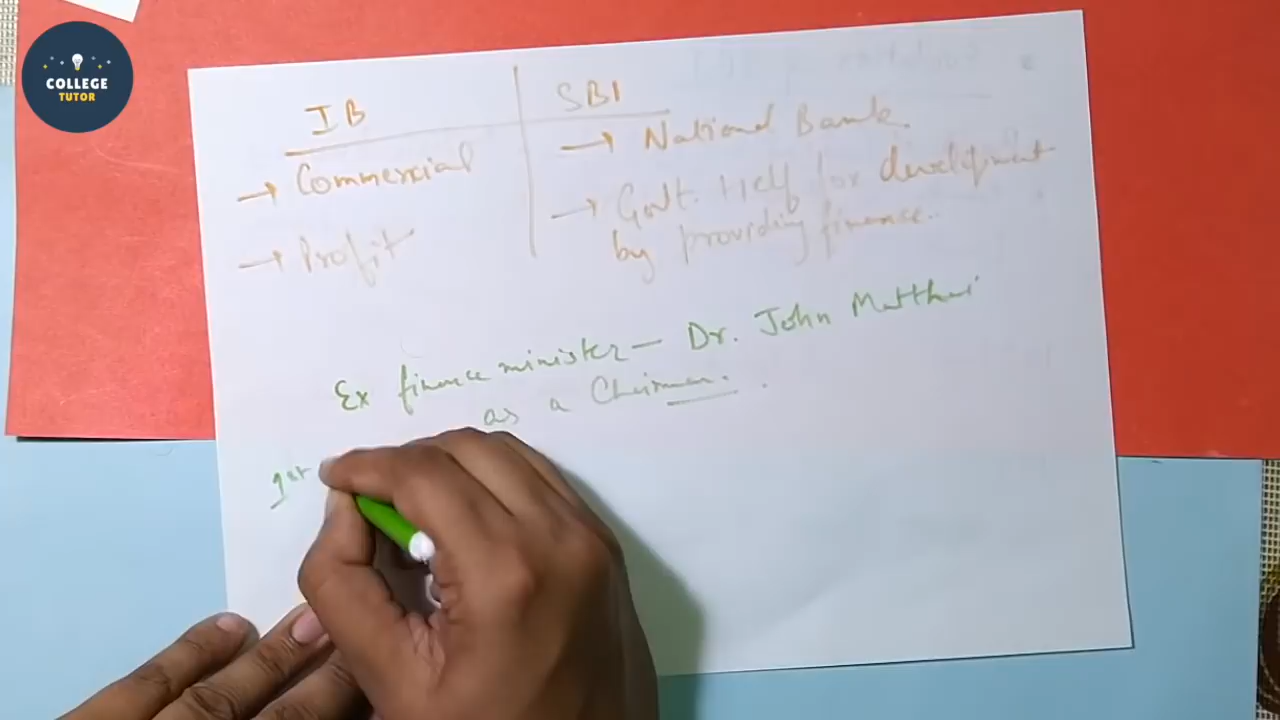 COLLEGE
TUTOR
IB
→ Commercial
→ Profit
SBI
→ National Bank.
→ Govt. Help for development
by providing finance..
Ex finance minister — Dr. John Matthai
as a Chairman.
1st